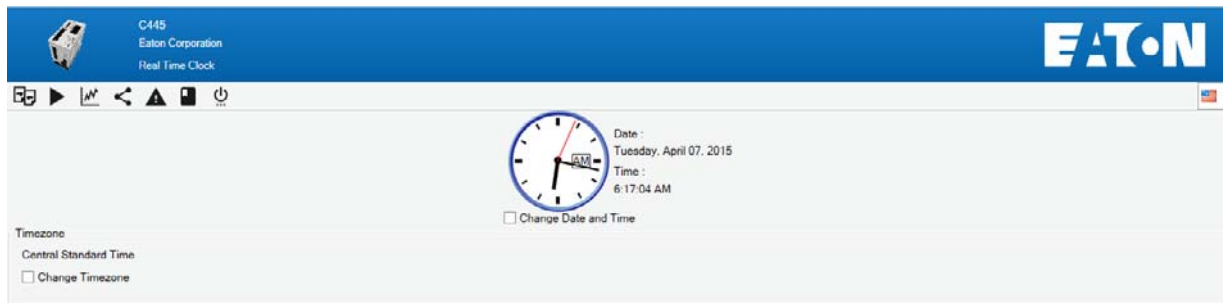 C445
Eaton Corporation
Real Time Clock
EATON
AM
Date :
Tuesday, April 07, 2015
Time :
6:17:04 AM
Change Date and Time
Timezone
Central Standard Time
Change Timezone